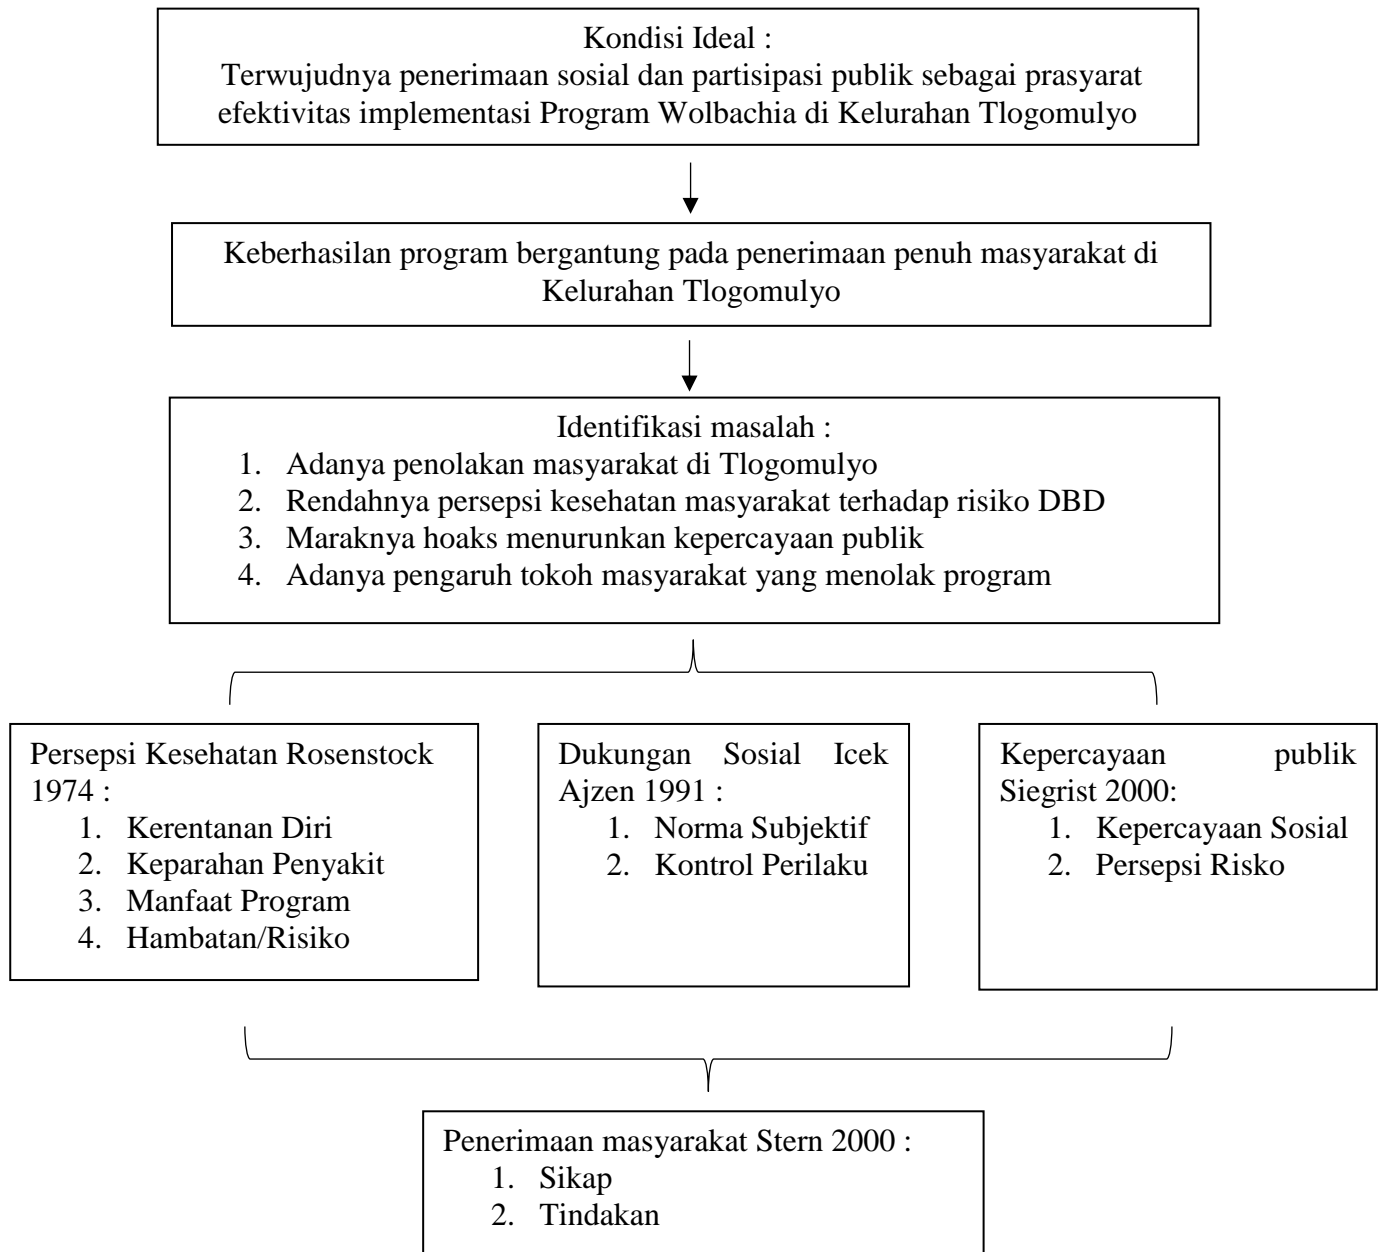 Kondisi Ideal :
Terwujudnya penerimaan sosial dan partisipasi publik sebagai prasyarat
efektivitas implementasi Program Wolbachia di Kelurahan Tlogomulyo
Keberhasilan program bergantung pada penerimaan penuh masyarakat di
Kelurahan Tlogomulyo
Identifikasi masalah :
1. Adanya penolakan masyarakat di Tlogomulyo
2. Rendahnya persepsi kesehatan masyarakat terhadap risiko DBD
3. Maraknya hoaks menurunkan kepercayaan publik
4. Adanya pengaruh tokoh masyarakat yang menolak program
Persepsi Kesehatan Rosenstock
1974 :
1. Kerentanan Diri
2. Keparahan Penyakit
3. Manfaat Program
4. Hambatan/Risiko
Dukungan Sosial Icek
Ajzen 1991 :
1. Norma Subjektif
2. Kontrol Perilaku
Kepercayaan publik
Siegrist 2000:
1. Kepercayaan Sosial
2. Persepsi Risko
Penerimaan masyarakat Stern 2000 :
1. Sikap
2. Tindakan